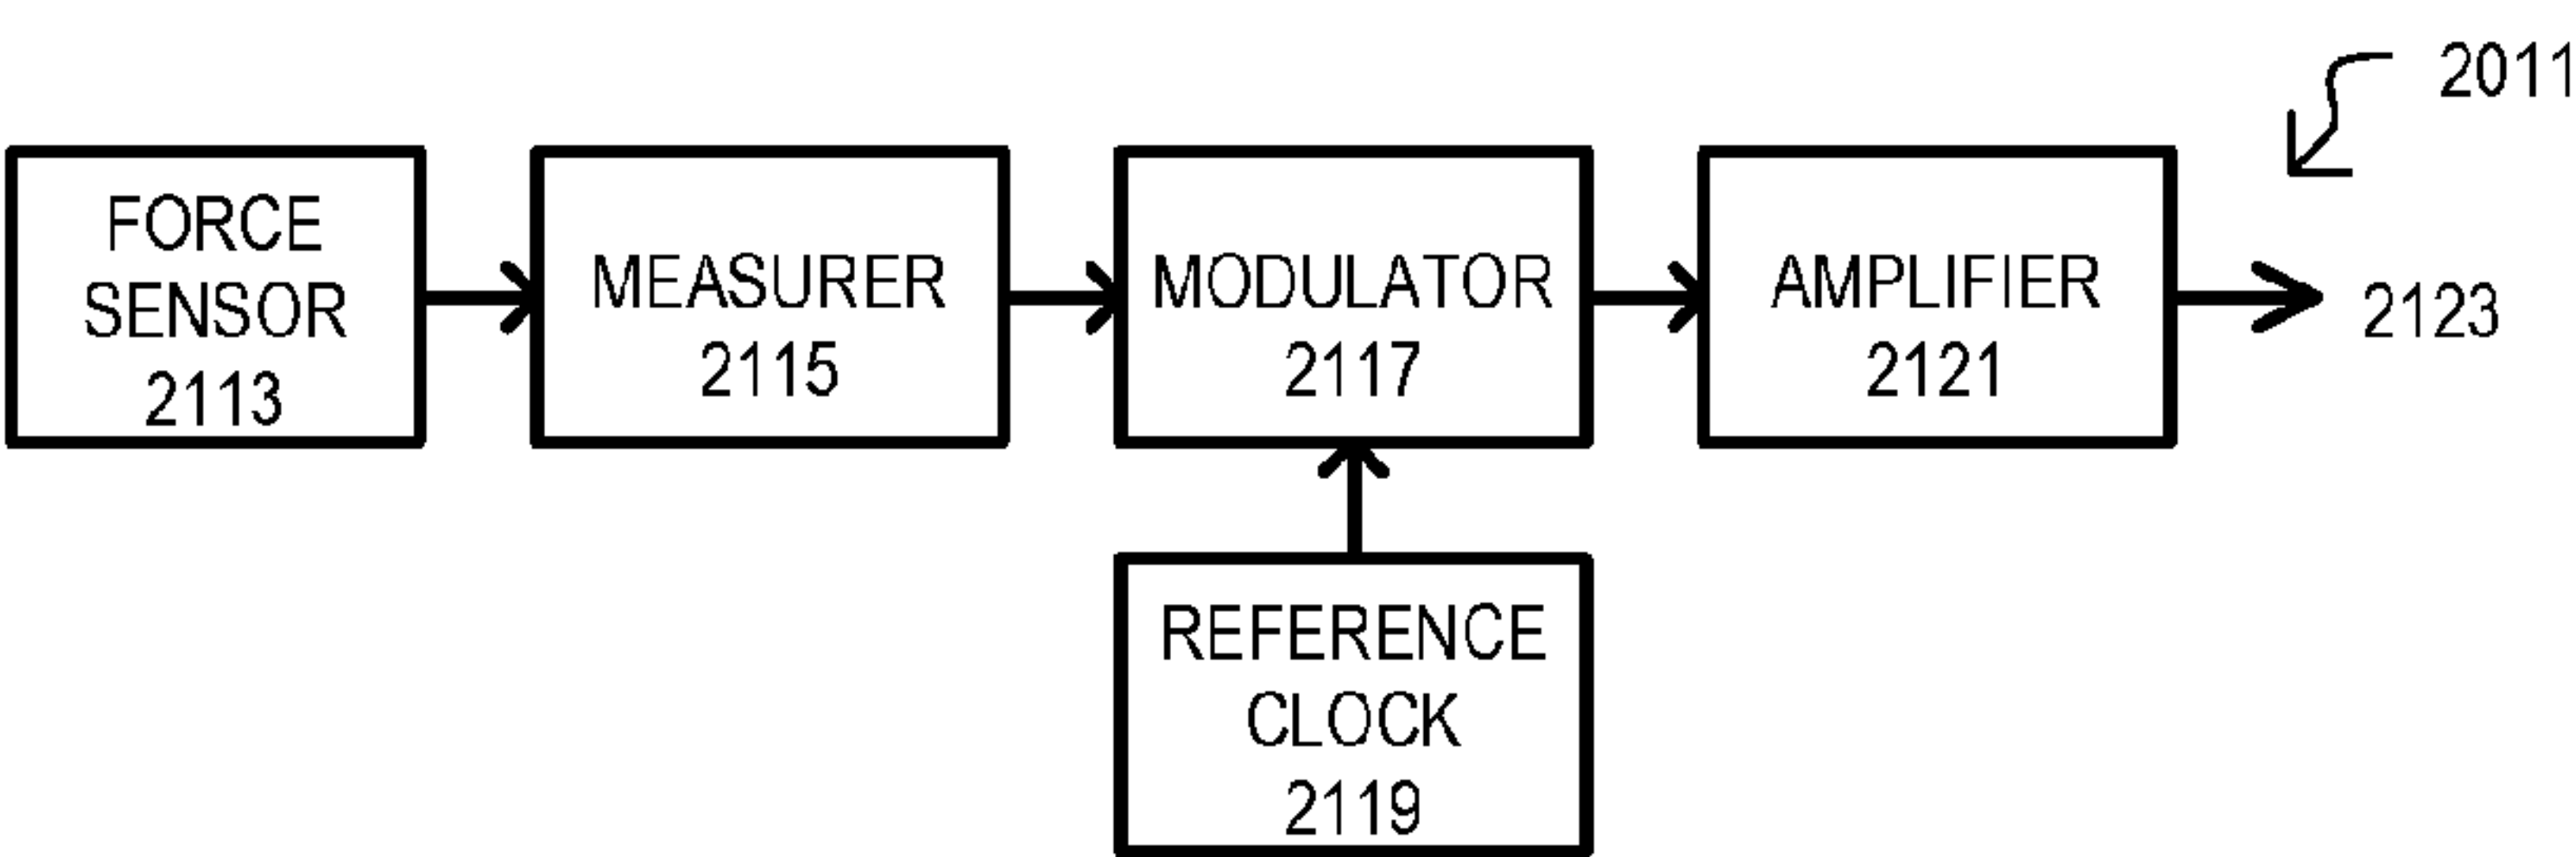 2011
FORCE
SENSOR
2113
MEASURER
2115
MODULATOR
2117
AMPLIFIER
2121
2123
REFERENCE
CLOCK
2119